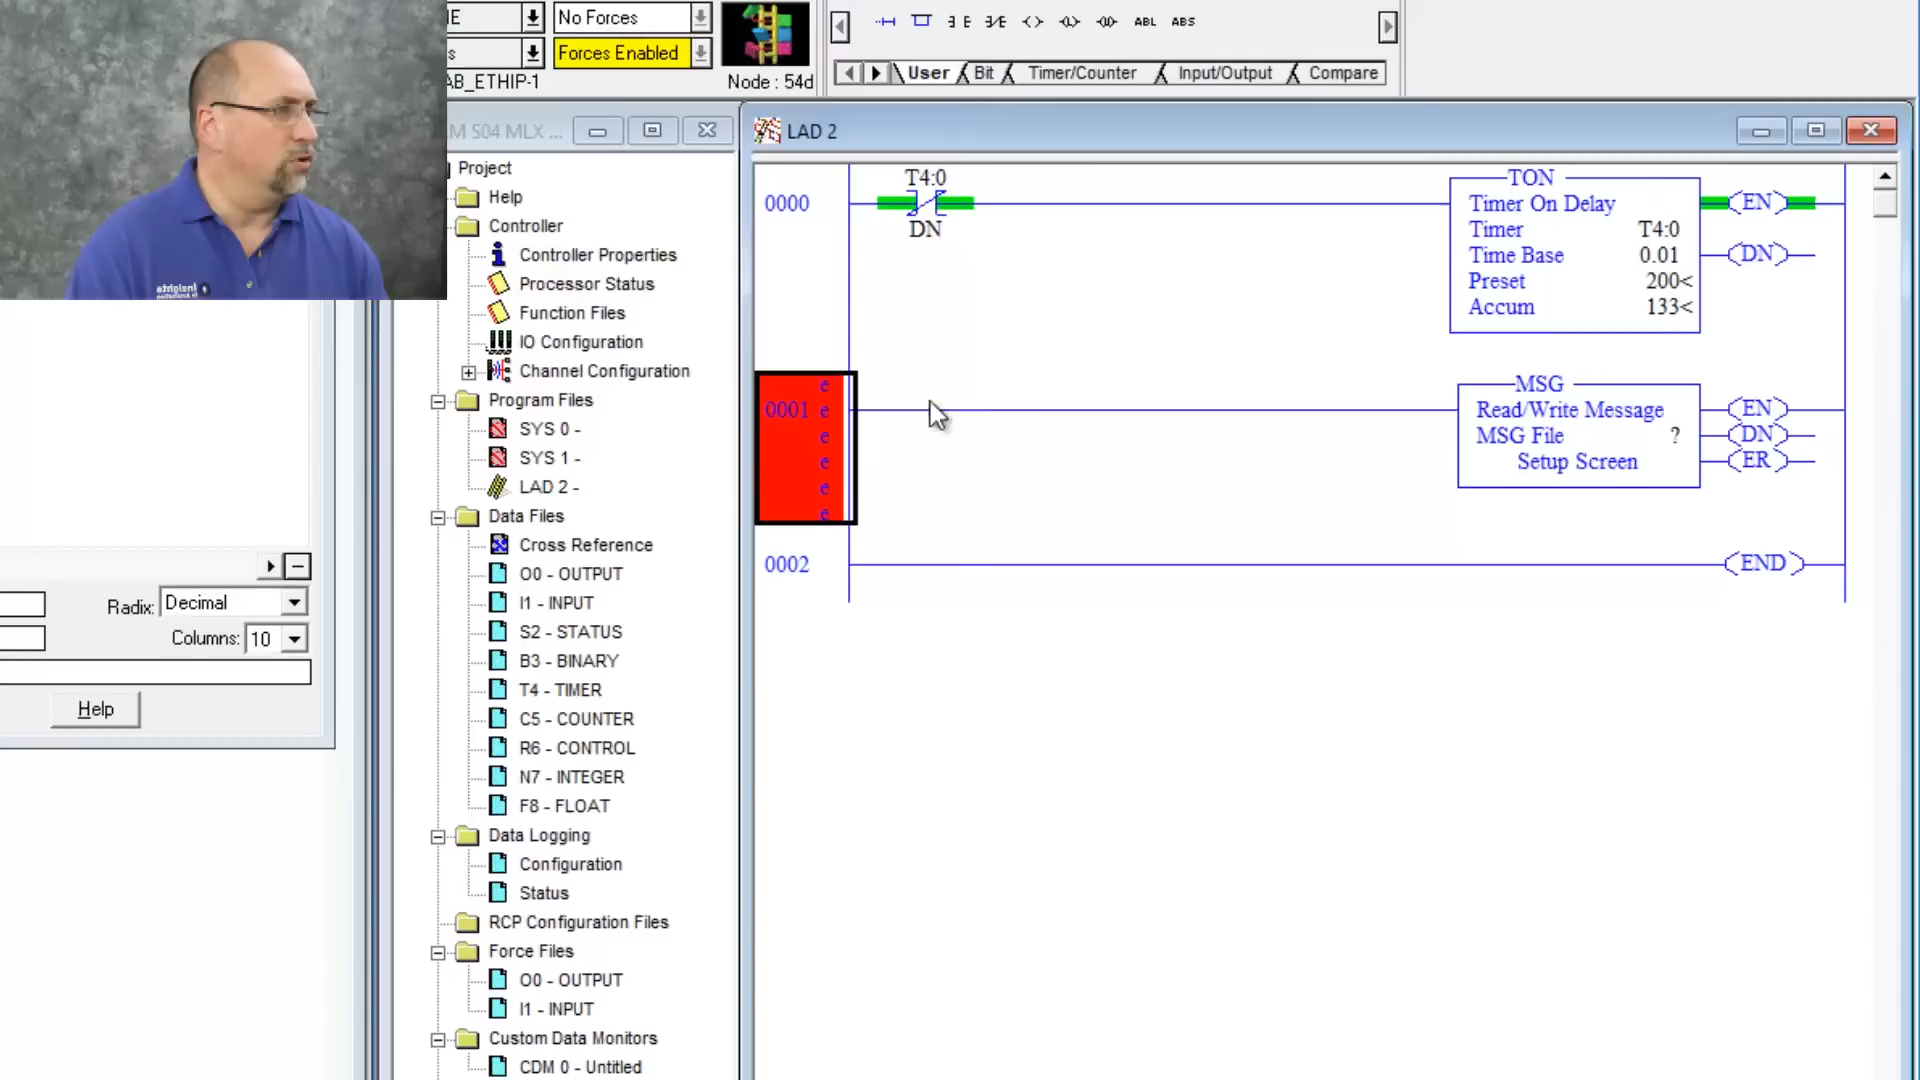 NE
No Forces
s
Forces Enabled
AB_ETHIP-1
Node : 54d
ABL ABS
User Bit Timer/Counter Input/Output Compare
M S04 MLX ...
LAD 2
Project
Help
Controller
Controller Properties
Processor Status
Function Files
IO Configuration
Channel Configuration
Program Files
SYS 0 -
SYS 1 -
LAD 2 -
Data Files
Cross Reference
O0 - OUTPUT
I1 - INPUT
S2 - STATUS
B3 - BINARY
T4 - TIMER
C5 - COUNTER
R6 - CONTROL
N7 - INTEGER
F8 - FLOAT
Data Logging
Configuration
Status
RCP Configuration Files
Force Files
O0 - OUTPUT
I1 - INPUT
Custom Data Monitors
CDM 0 - Untitled
Radix: Decimal
Columns: 10
Help
0000
T4:0
DN
TON
Timer On Delay
Timer T4:0
Time Base 0.01
Preset 200<
Accum 133<
EN
DN
0001
e
e
e
e
e
e
MSG
Read/Write Message
MSG File ?
Setup Screen
EN
DN
ER
0002
END